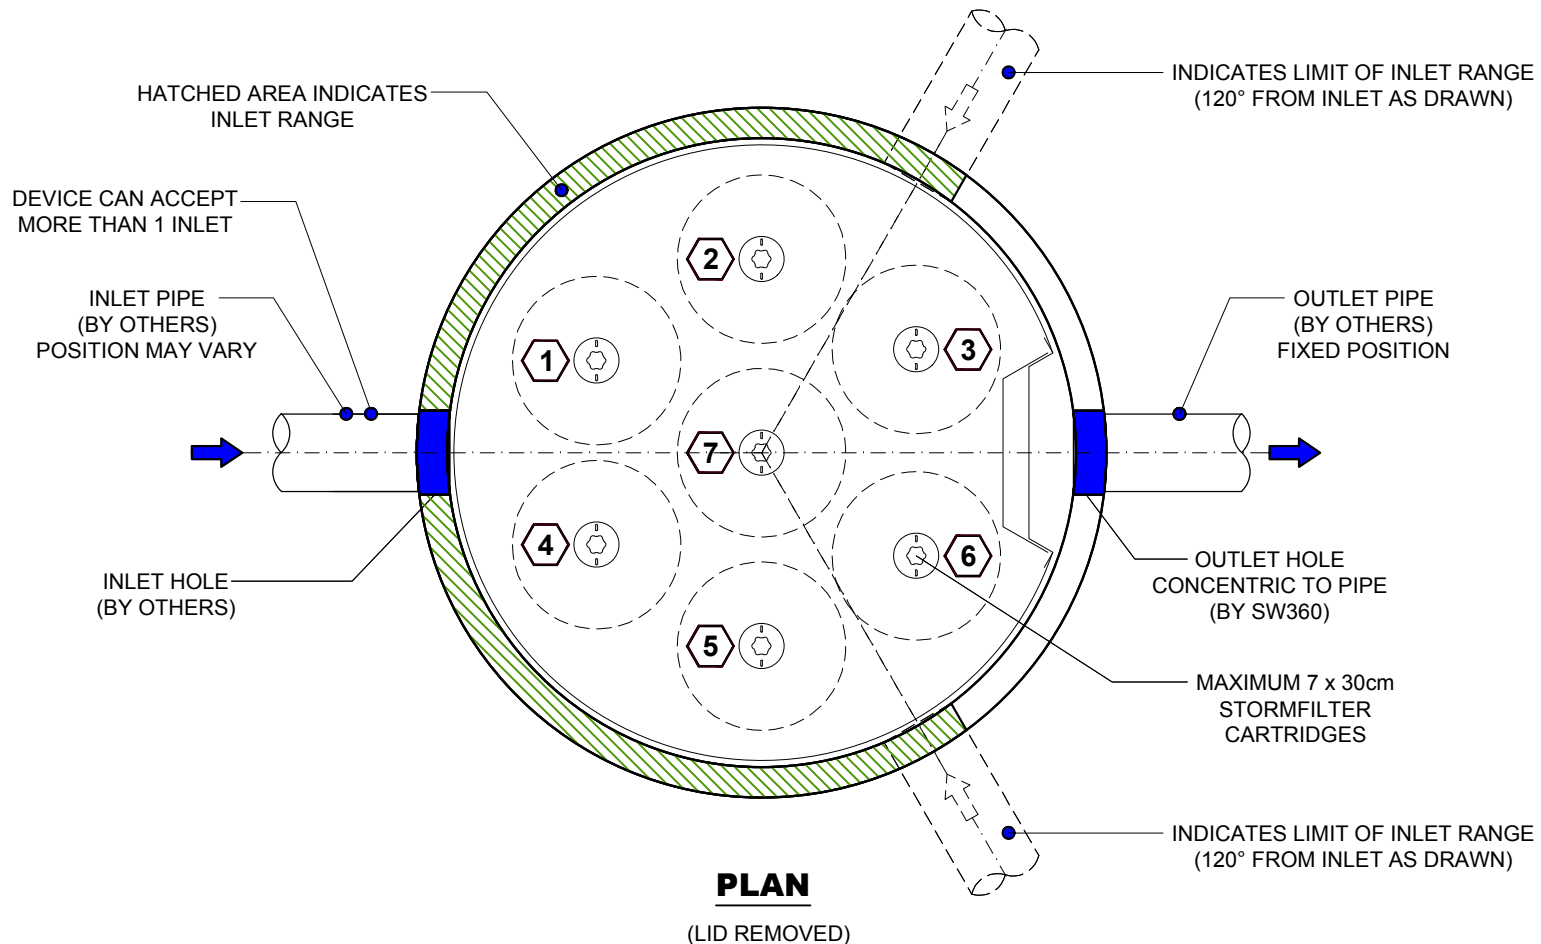 INDICATES LIMIT OF INLET RANGE
(120° FROM INLET AS DRAWN)
HATCHED AREA INDICATES
INLET RANGE
DEVICE CAN ACCEPT
MORE THAN 1 INLET
INLET PIPE
(BY OTHERS)
POSITION MAY VARY
OUTLET PIPE
(BY OTHERS)
FIXED POSITION
2
1
3
7
4
6
5
INLET HOLE
(BY OTHERS)
OUTLET HOLE
CONCENTRIC TO PIPE
(BY SW360)
MAXIMUM 7 x 30cm
STORMFILTER
CARTRIDGES
INDICATES LIMIT OF INLET RANGE
(120° FROM INLET AS DRAWN)
PLAN
(LID REMOVED)